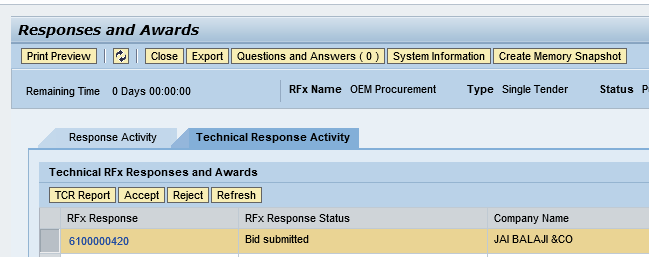 Responses and Awards
Print Preview Close Export Questions and Answers ( 0 ) System Information Create Memory Snapshot
Remaining Time 0 Days 00:00:00 RFx Name OEM Procurement Type Single Tender Status
Response Activity Technical Response Activity
Technical RFx Responses and Awards
TCR Report Accept Reject Refresh
RFx Response RFx Response Status Company Name
6100000420 Bid submitted JAI BALAJI &CO